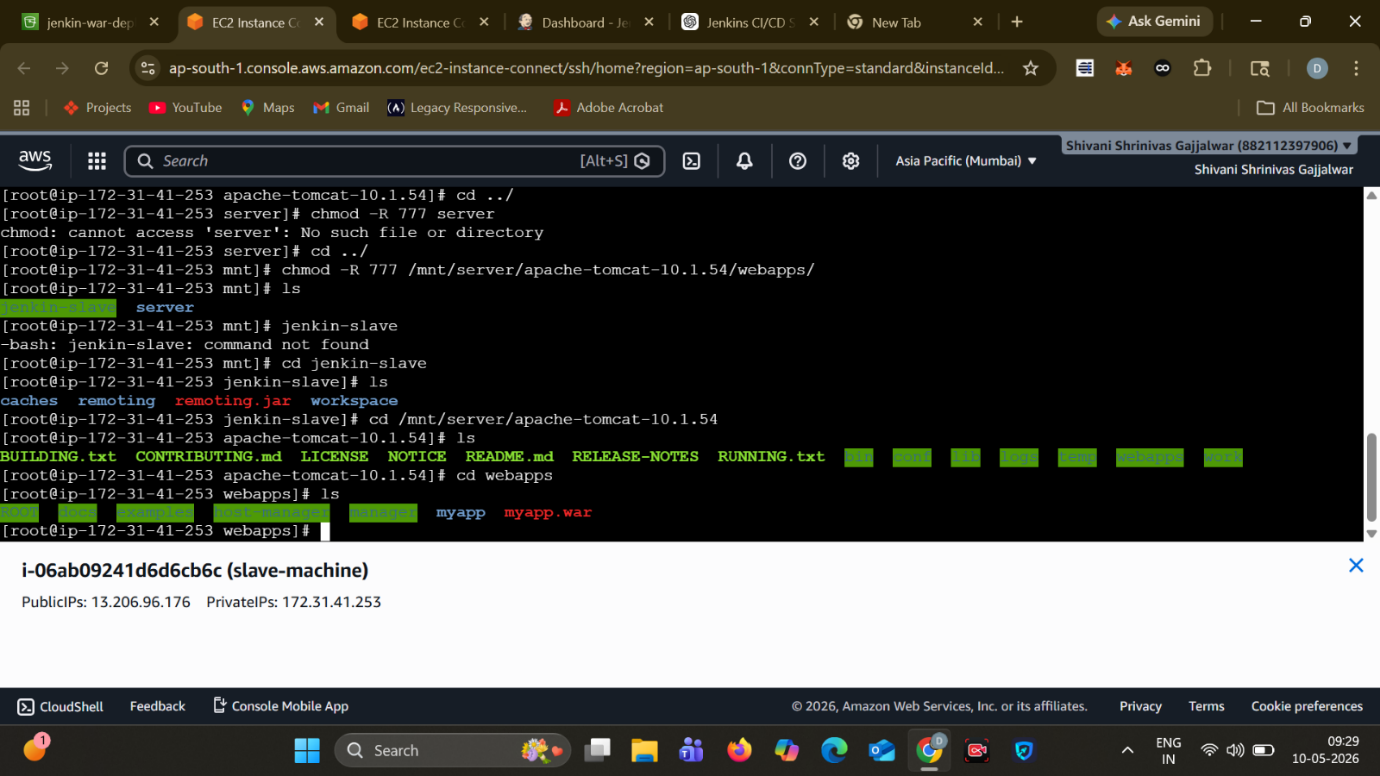 jenkin-war-dep
EC2 Instance Co
EC2 Instance Co
Dashboard - Je
Jenkins CI/CD S
New Tab
Ask Gemini
ap-south-1.console.aws.amazon.com/ec2-instance-connect/ssh/home?region=ap-south-1&connType=standard&instanceId...
D
Projects
YouTube
Maps
Gmail
Legacy Responsive...
Adobe Acrobat
All Bookmarks
aws
Search
[Alt+S]
Asia Pacific (Mumbai)
Shivani Shrinivas Gajjalwar (882112397906)
Shivani Shrinivas Gajjalwar
[root@ip-172-31-41-253 apache-tomcat-10.1.54]# cd ../
[root@ip-172-31-41-253 server]# chmod -R 777 server
chmod: cannot access 'server': No such file or directory
[root@ip-172-31-41-253 server]# cd ../
[root@ip-172-31-41-253 mnt]# chmod -R 777 /mnt/server/apache-tomcat-10.1.54/webapps/
[root@ip-172-31-41-253 mnt]# ls
jenkin-slave server
[root@ip-172-31-41-253 mnt]# jenkin-slave
-bash: jenkin-slave: command not found
[root@ip-172-31-41-253 mnt]# cd jenkin-slave
[root@ip-172-31-41-253 jenkin-slave]# ls
caches remoting remoting.jar workspace
[root@ip-172-31-41-253 jenkin-slave]# cd /mnt/server/apache-tomcat-10.1.54
[root@ip-172-31-41-253 apache-tomcat-10.1.54]# ls
BUILDING.txt CONTRIBUTING.md LICENSE NOTICE README.md RELEASE-NOTES RUNNING.txt bin conf lib logs temp webapps work
[root@ip-172-31-41-253 apache-tomcat-10.1.54]# cd webapps
[root@ip-172-31-41-253 webapps]# ls
ROOT docs examples host-manager manager myapp myapp.war
[root@ip-172-31-41-253 webapps]#
i-06ab09241d6d6cb6c (slave-machine)
PublicIPs: 13.206.96.176 PrivateIPs: 172.31.41.253
CloudShell
Feedback
Console Mobile App
© 2026, Amazon Web Services, Inc. or its affiliates.
Privacy
Terms
Cookie preferences
1
Search
D
ENG
IN
09:29
10-05-2026